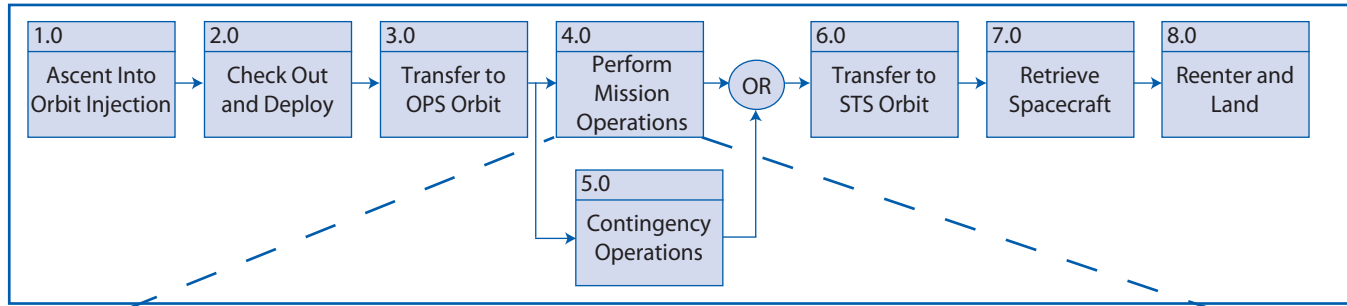 1.0
Ascent Into
Orbit Injection
2.0
Check Out
and Deploy
3.0
Transfer to
OPS Orbit
4.0
Perform
Mission
Operations
5.0
Contingency
Operations
OR
6.0
Transfer to
STS Orbit
7.0
Retrieve
Spacecraft
8.0
Reenter and
Land